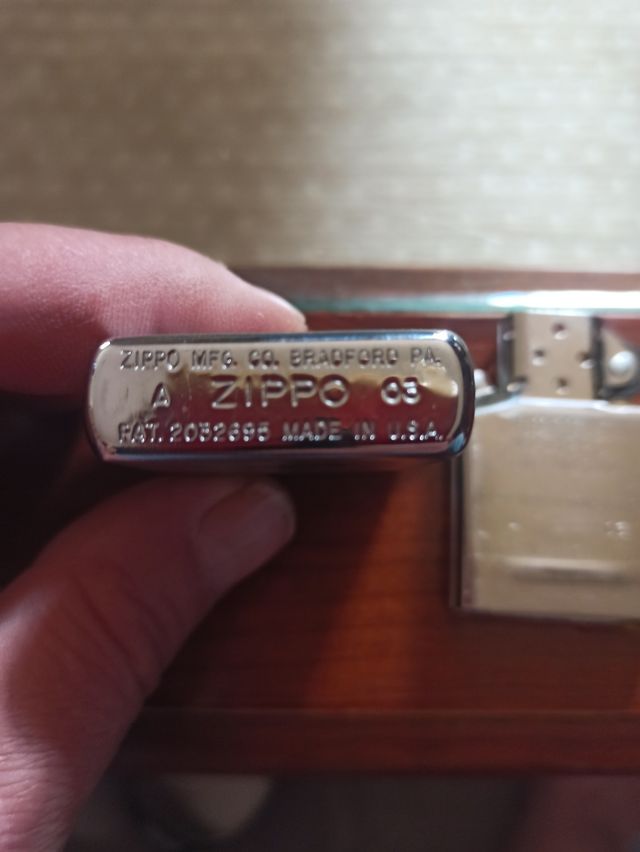 ZIPPO MFG. CO. BRADFORD PA.
A ZIPPO 03
PAT. 2032695 MADE IN U.S.A.